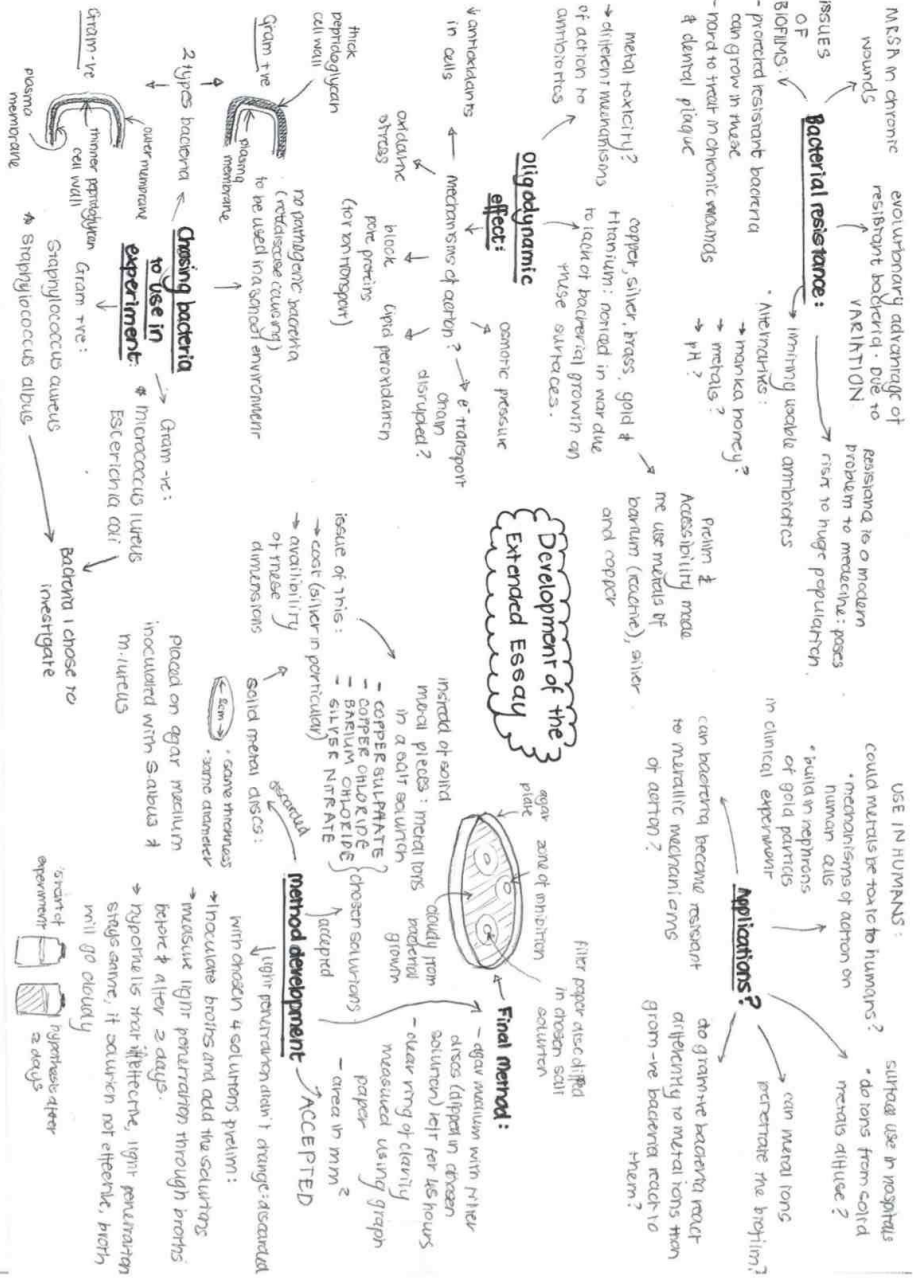 Development of the
Extended Essay
Bacterial resistance:
MRSA in chronic
wounds
ISSUES
OF
BIOFILMS:
- protected resistant bacteria
can grow in these
- hard to treat in chronic wounds
& dental plaque
evolutionary advantage of
resistant bacteria. Due to
VARIATION
Resistance is a modern
problem to medecine: poses
risk to huge population.
limiting usable antibiotics
• Alternatives:
→ manuka honey?
→ metals?
→ pH?
Oligodynamic
effect:
metal toxicity?
→ different mechanisms
of action to
antibiotics
copper, silver, brass, gold &
titanium: noticed in war due
to lack of bacterial growth on
these surfaces.
Prelim &
Accessibility made
me use metals of
barium (reactive), silver
and copper
mechanisms of action?
↓ antioxidants
in cells
oxidative
stress
block
pore proteins
(for ion transport)
lipid peroxidation
→ e⁻ transport
chain
disrupted?
osmotic pressure
Chosing bacteria
to use in
experiment:
2 types bacteria
Gram +ve
thick
peptidoglycan
cell wall
plasma
membrane
Gram -ve
outer membrane
thinner peptidoglycan
cell wall
plasma
membrane
no pathogenic bacteria
(not disease causing)
to be used in a school environment
Gram +ve:
Staphylococcus aureus
* Staphylococcus albus
Gram -ve:
* micrococcus luteus
Escerichia coli
Bacteria I chose to
investigate
Applications?
USE IN HUMANS:
could metals be toxic to humans?
• mechanisms of action on
human cells
• build in nephrons
of gold particles
in clinical experiment
surface use in hospitals
• do ions from solid
metals diffuse?
can metal ions
penetrate the biofilm?
can bacteria become resistant
to metallic mechanisms
of action?
do gram +ve bacteria react
differently to metal ions than
gram -ve bacteria react to
them?
method development
discarded
solid metal discs:
5cm
• same thickness
• same diameter
placed on agar medium
inoculated with S.albus &
m.luteus
issue of this:
→ cost (silver in particular)
→ availibility
of these
dimensions
accepted
instead of solid
metal pieces: metal ions
in a salt solution
- COPPER SULPHATE
- COPPER CHLORIDE
- BARIUM CHLORIDE
- SILVER NITRATE
chosen solutions
light penetration didn't change: discarded
with chosen 4 solutions prelim:
→ Inoculate broths and add the solutions
→ measure light penetration through broths
before & after 2 days.
→ hypothesis that if effective, light penetration
stays same, if solution not effective, broth
will go cloudy
start of
experiment
hypothesis after
2 days
ACCEPTED
Final method:
- agar medium with filter
discs (dipped in chosen
solution) left for 48 hours
- clear ring of clarity
measured using graph
paper
- area in mm²
agar
plate
zone of inhibition
filter paper disc dipped
in chosen salt
solution
cloudy from
bacterial
growth